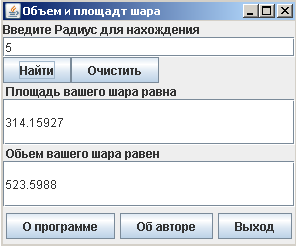 Объем и площадт шара
Введите Радиус для нахождения
5
Найти Очистить
Площадь вашего шара равна
314.15927
Обьем вашего шара равен
523.5988
О программе Об авторе Выход